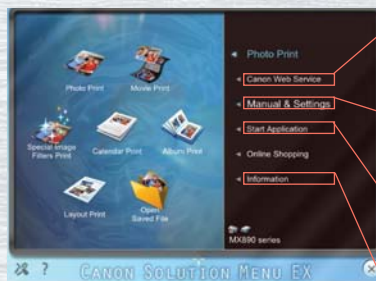 Photo Print
Movie Print
Special Image
Filters Print
Calendar Print
Album Print
Layout Print
Open
Saved File
Photo Print
Canon Web Service
Manual & Settings
Start Application
Online Shopping
Information
MX890 series
?
CANON SOLUTION MENU EX